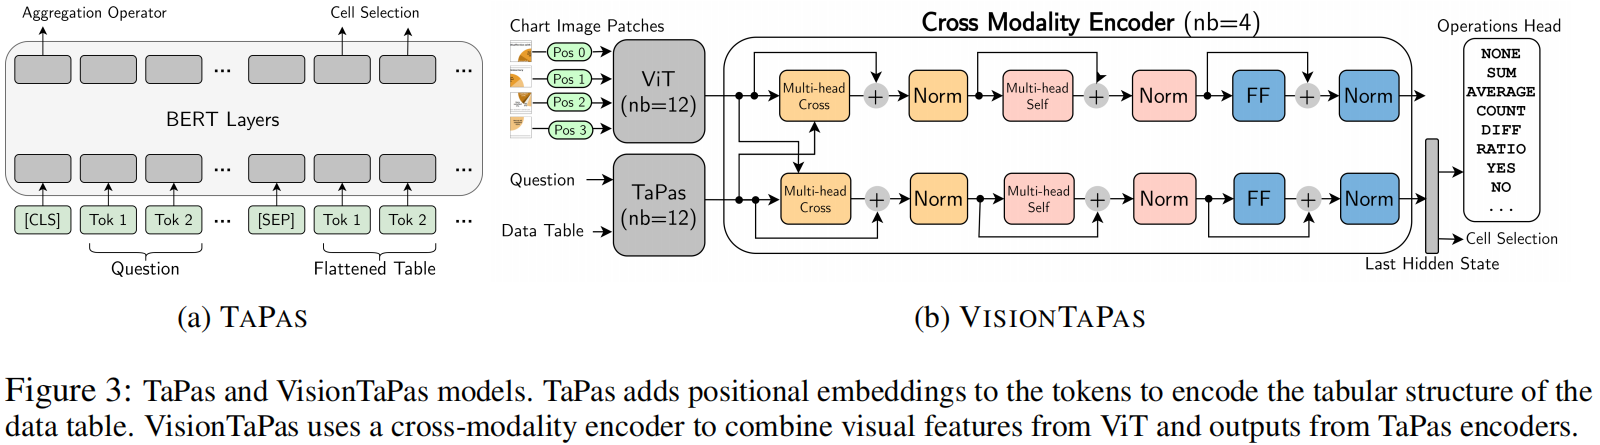 Aggregation Operator
Cell Selection
...
...
BERT Layers
...
...
[CLS]
Tok 1
Tok 2
...
[SEP]
Tok 1
Tok 2
...
Question
Flattened Table
(a) TAPAS
Chart Image Patches
Pos 0
Pos 1
Pos 2
Pos 3
ViT
(nb=12)
Question
Data Table
TaPas
(nb=12)
Cross Modality Encoder (nb=4)
Multi-head
Cross
+
Norm
Multi-head
Self
+
Norm
FF
+
Norm
Multi-head
Cross
+
Norm
Multi-head
Self
+
Norm
FF
+
Norm
Operations Head
NONE
SUM
AVERAGE
COUNT
DIFF
RATIO
YES
NO
...
Cell Selection
Last Hidden State
(b) VISIONTAPAS
Figure 3: TaPas and VisionTaPas models. TaPas adds positional embeddings to the tokens to encode the tabular structure of the
data table. VisionTaPas uses a cross-modality encoder to combine visual features from ViT and outputs from TaPas encoders.